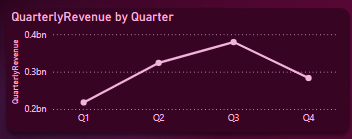 QuarterlyRevenue by Quarter
QuarterlyRevenue
0.4bn
0.3bn
0.2bn
Q1 Q2 Q3 Q4